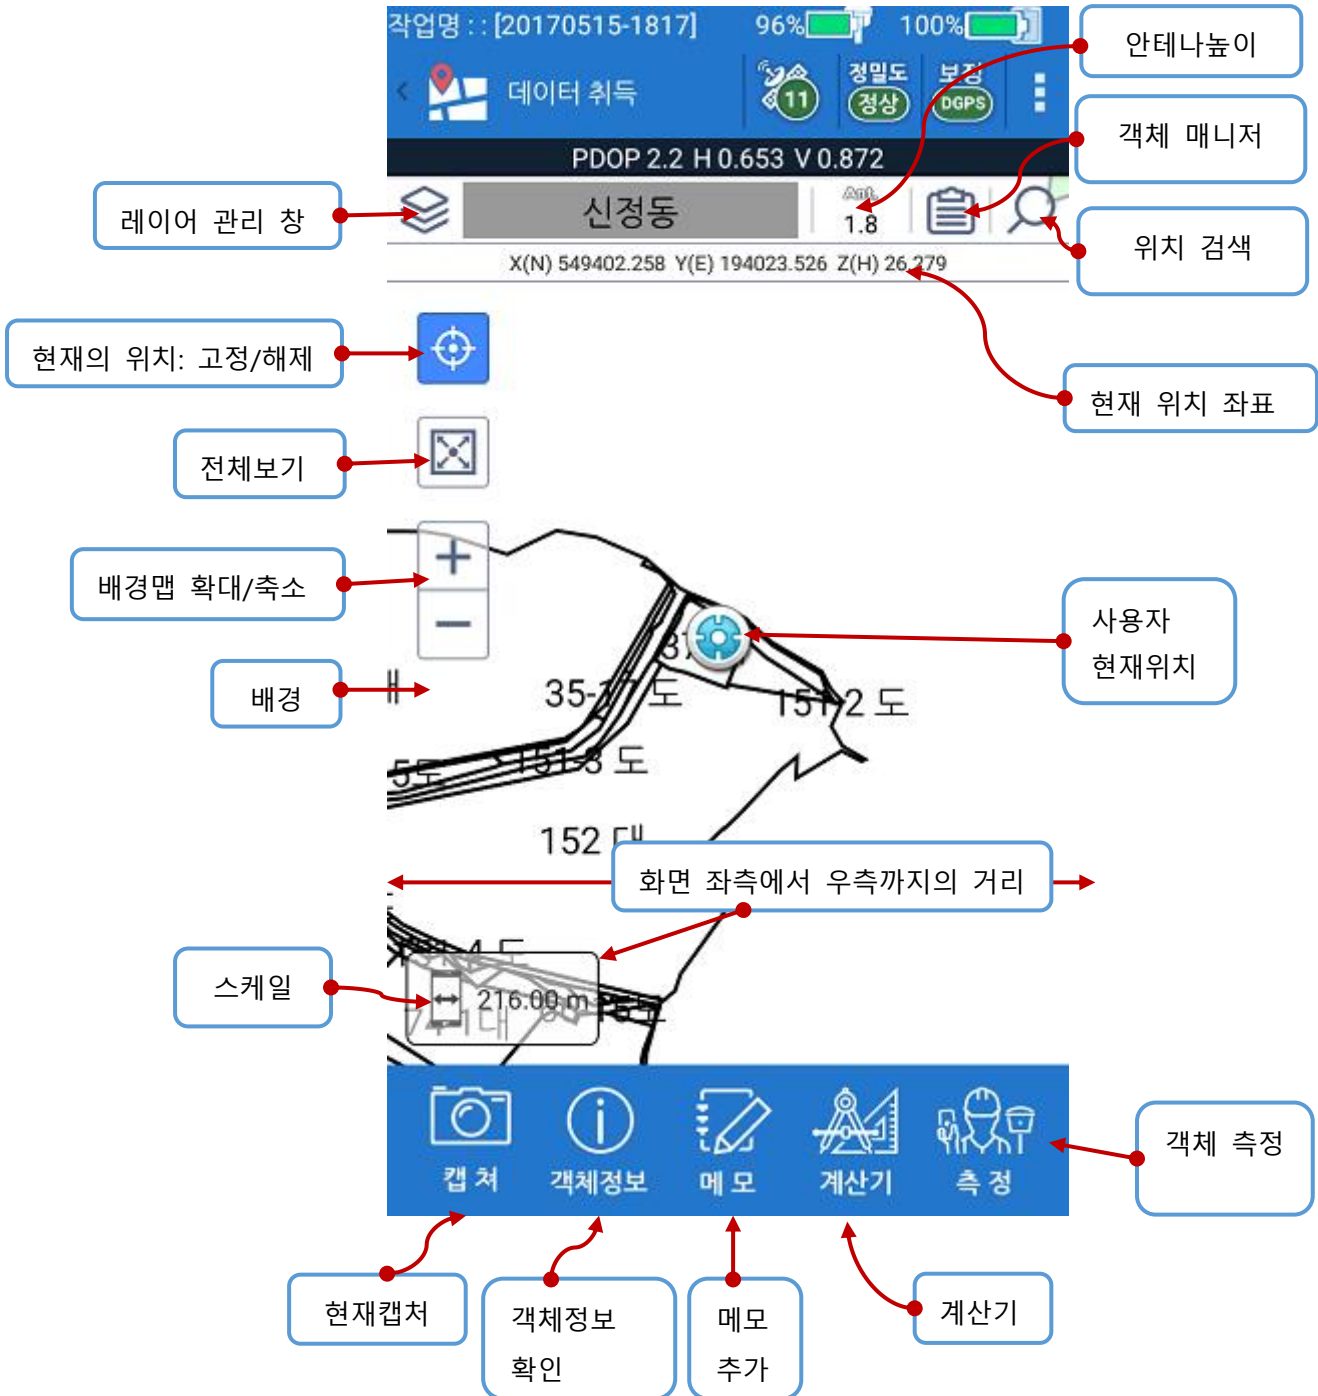 작업명 : : [20170515-1817] 96% 100%
안테나높이
데이터 취득 11 정밀도 정상 보정 DGPS
객체 매니저
PDOP 2.2 H 0.653 V 0.872
레이어 관리 창
신정동
Ant.
1.8
위치 검색
X(N) 549402.258 Y(E) 194023.526 Z(H) 26.279
현재의 위치: 고정/해제
현재 위치 좌표
전체보기
배경맵 확대/축소
사용자
현재위치
배경
151-2 도
151-3 도
152 대
화면 좌측에서 우측까지의 거리
스케일
216.00 m
객체 측정
캡 쳐 객체정보 메 모 계산기 측 정
현재캡처
객체정보
확인
메모
추가
계산기